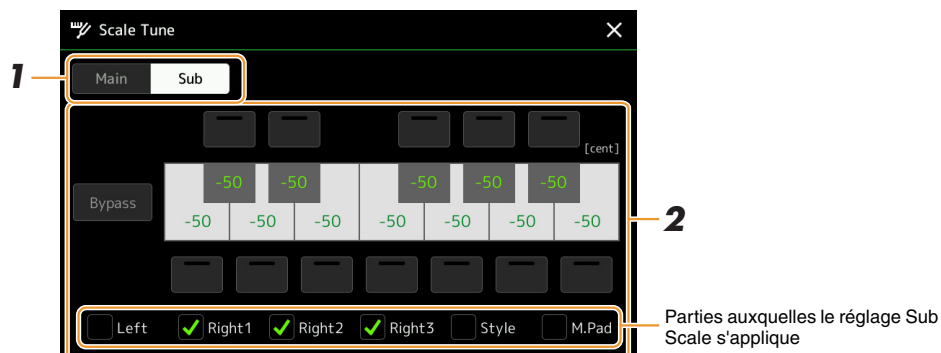 Scale Tune
1
Main Sub
[cent]
-50 -50 -50 -50 -50
Bypass
-50 -50 -50 -50 -50 -50 -50
2
Left Right1 Right2 Right3 Style M.Pad
Parties auxquelles le réglage Sub
Scale s'applique